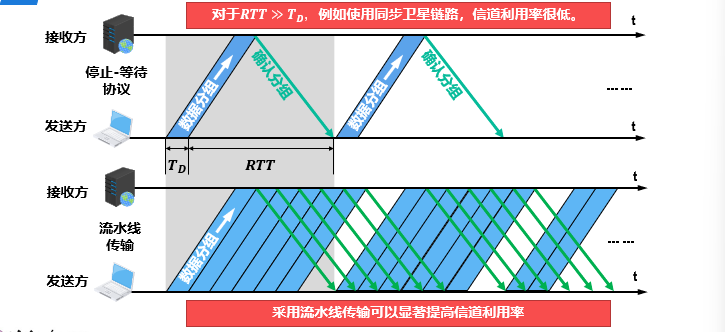 对于RTT ≫ T_D，例如使用同步卫星链路，信道利用率很低。
接收方
t
停止-等待
协议
数据分组
确认分组
数据分组
确认分组
... ...
发送方
t
T_D
RTT
接收方
t
流水线
传输
数据分组
... ...
发送方
t
采用流水线传输可以显著提高信道利用率